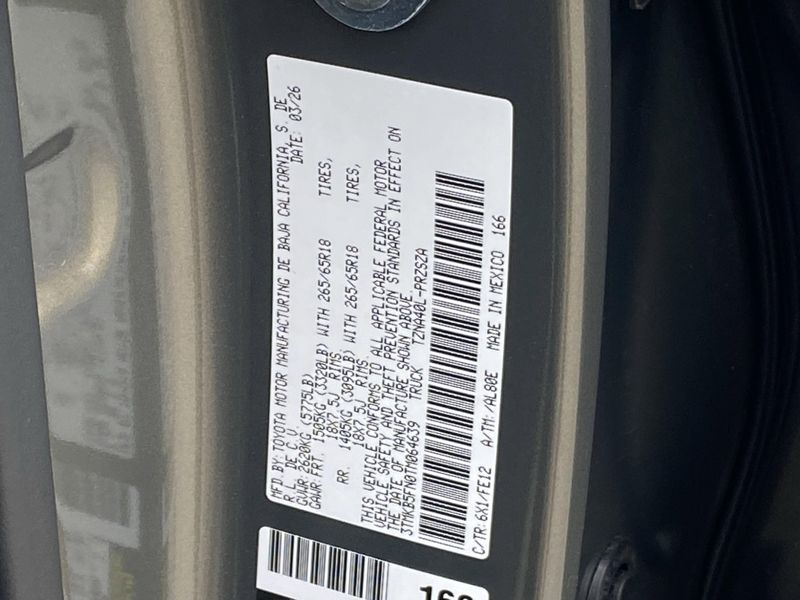 MFD.BY:TOYOTA MOTOR MANUFACTURING DE BAJA CALIFORNIA, S. DE
R. L. DE C.V. DATE: 03/26
GVWR:2620KG (5775LB)
GAWR:FRT. 1505KG (3320LB) WITH 265/65R18 TIRES,
18X7.5J RIMS,
RR. 1405KG (3095LB) WITH 265/65R18 TIRES,
18X7.5J RIMS.
THIS VEHICLE CONFORMS TO ALL APPLICABLE FEDERAL MOTOR
VEHICLE SAFETY AND THEFT PREVENTION STANDARDS IN EFFECT ON
THE DATE OF MANUFACTURE SHOWN ABOVE.
3TMKB5FN0TM064639 TRUCK TZNA40L-PRZSZA
C/TR:6X1/FE12 A/TM:/AL80E MADE IN MEXICO 166